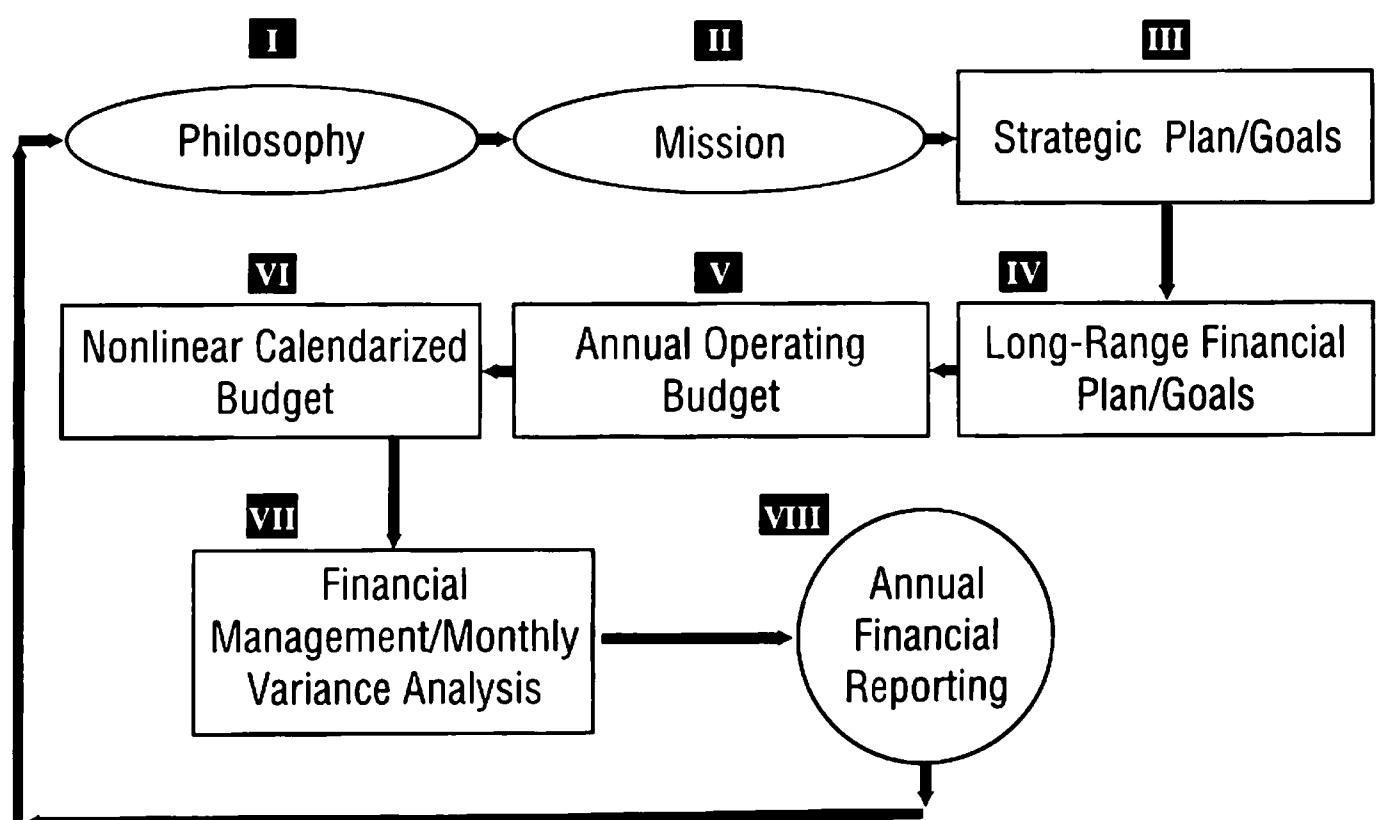 I
Philosophy
II
Mission
III
Strategic Plan/Goals
IV
Long-Range Financial
Plan/Goals
V
Annual Operating
Budget
VI
Nonlinear Calendarized
Budget
VII
Financial
Management/Monthly
Variance Analysis
VIII
Annual
Financial
Reporting